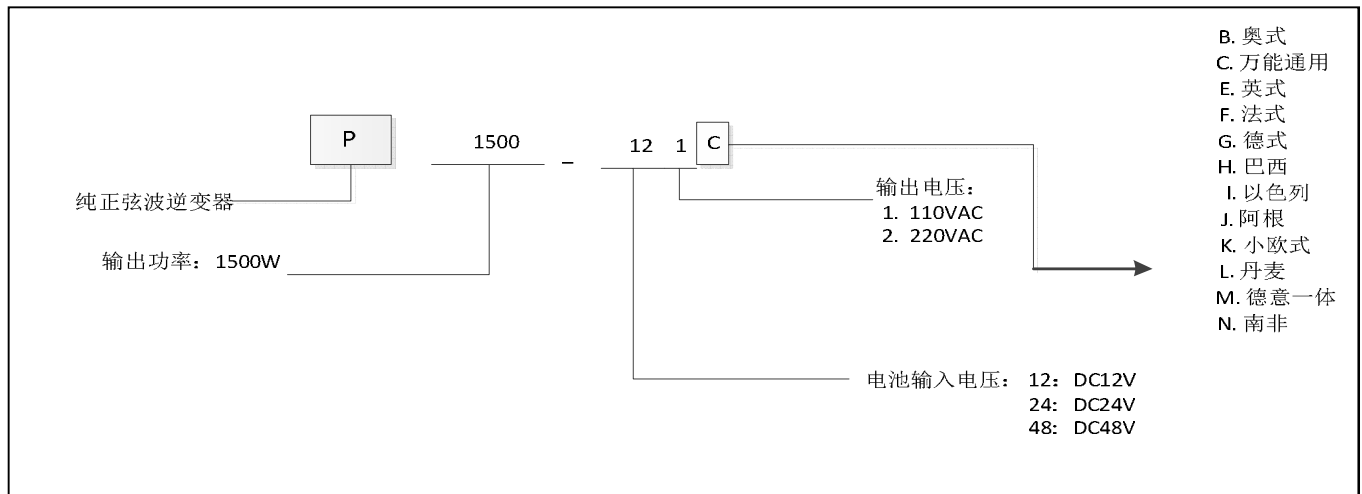 P
1500
–
12 1 C
纯正弦波逆变器
输出功率：1500W
输出电压：
1. 110VAC
2. 220VAC
电池输入电压：12：DC12V
24：DC24V
48：DC48V
B. 奥式
C. 万能通用
E. 英式
F. 法式
G. 德式
H. 巴西
I. 以色列
J. 阿根
K. 小欧式
L. 丹麦
M. 德意一体
N. 南非